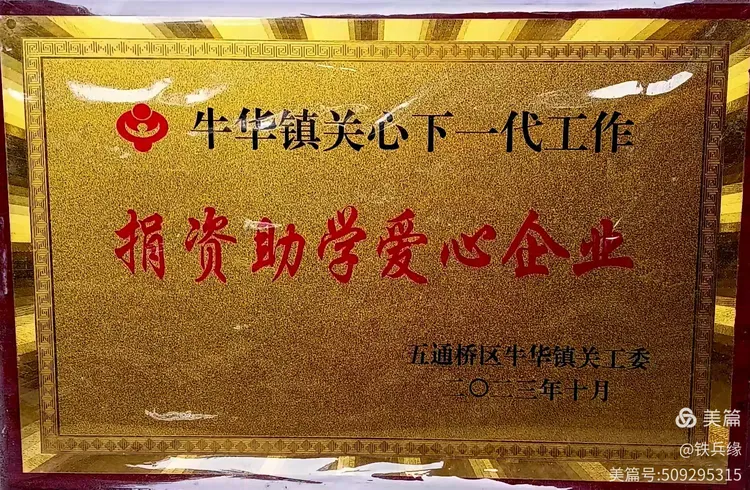 牛华镇关心下一代工作
捐资助学爱心企业
五通桥区牛华镇关工委
二〇二三年十月
美篇
@铁兵缘
美篇号:509295315